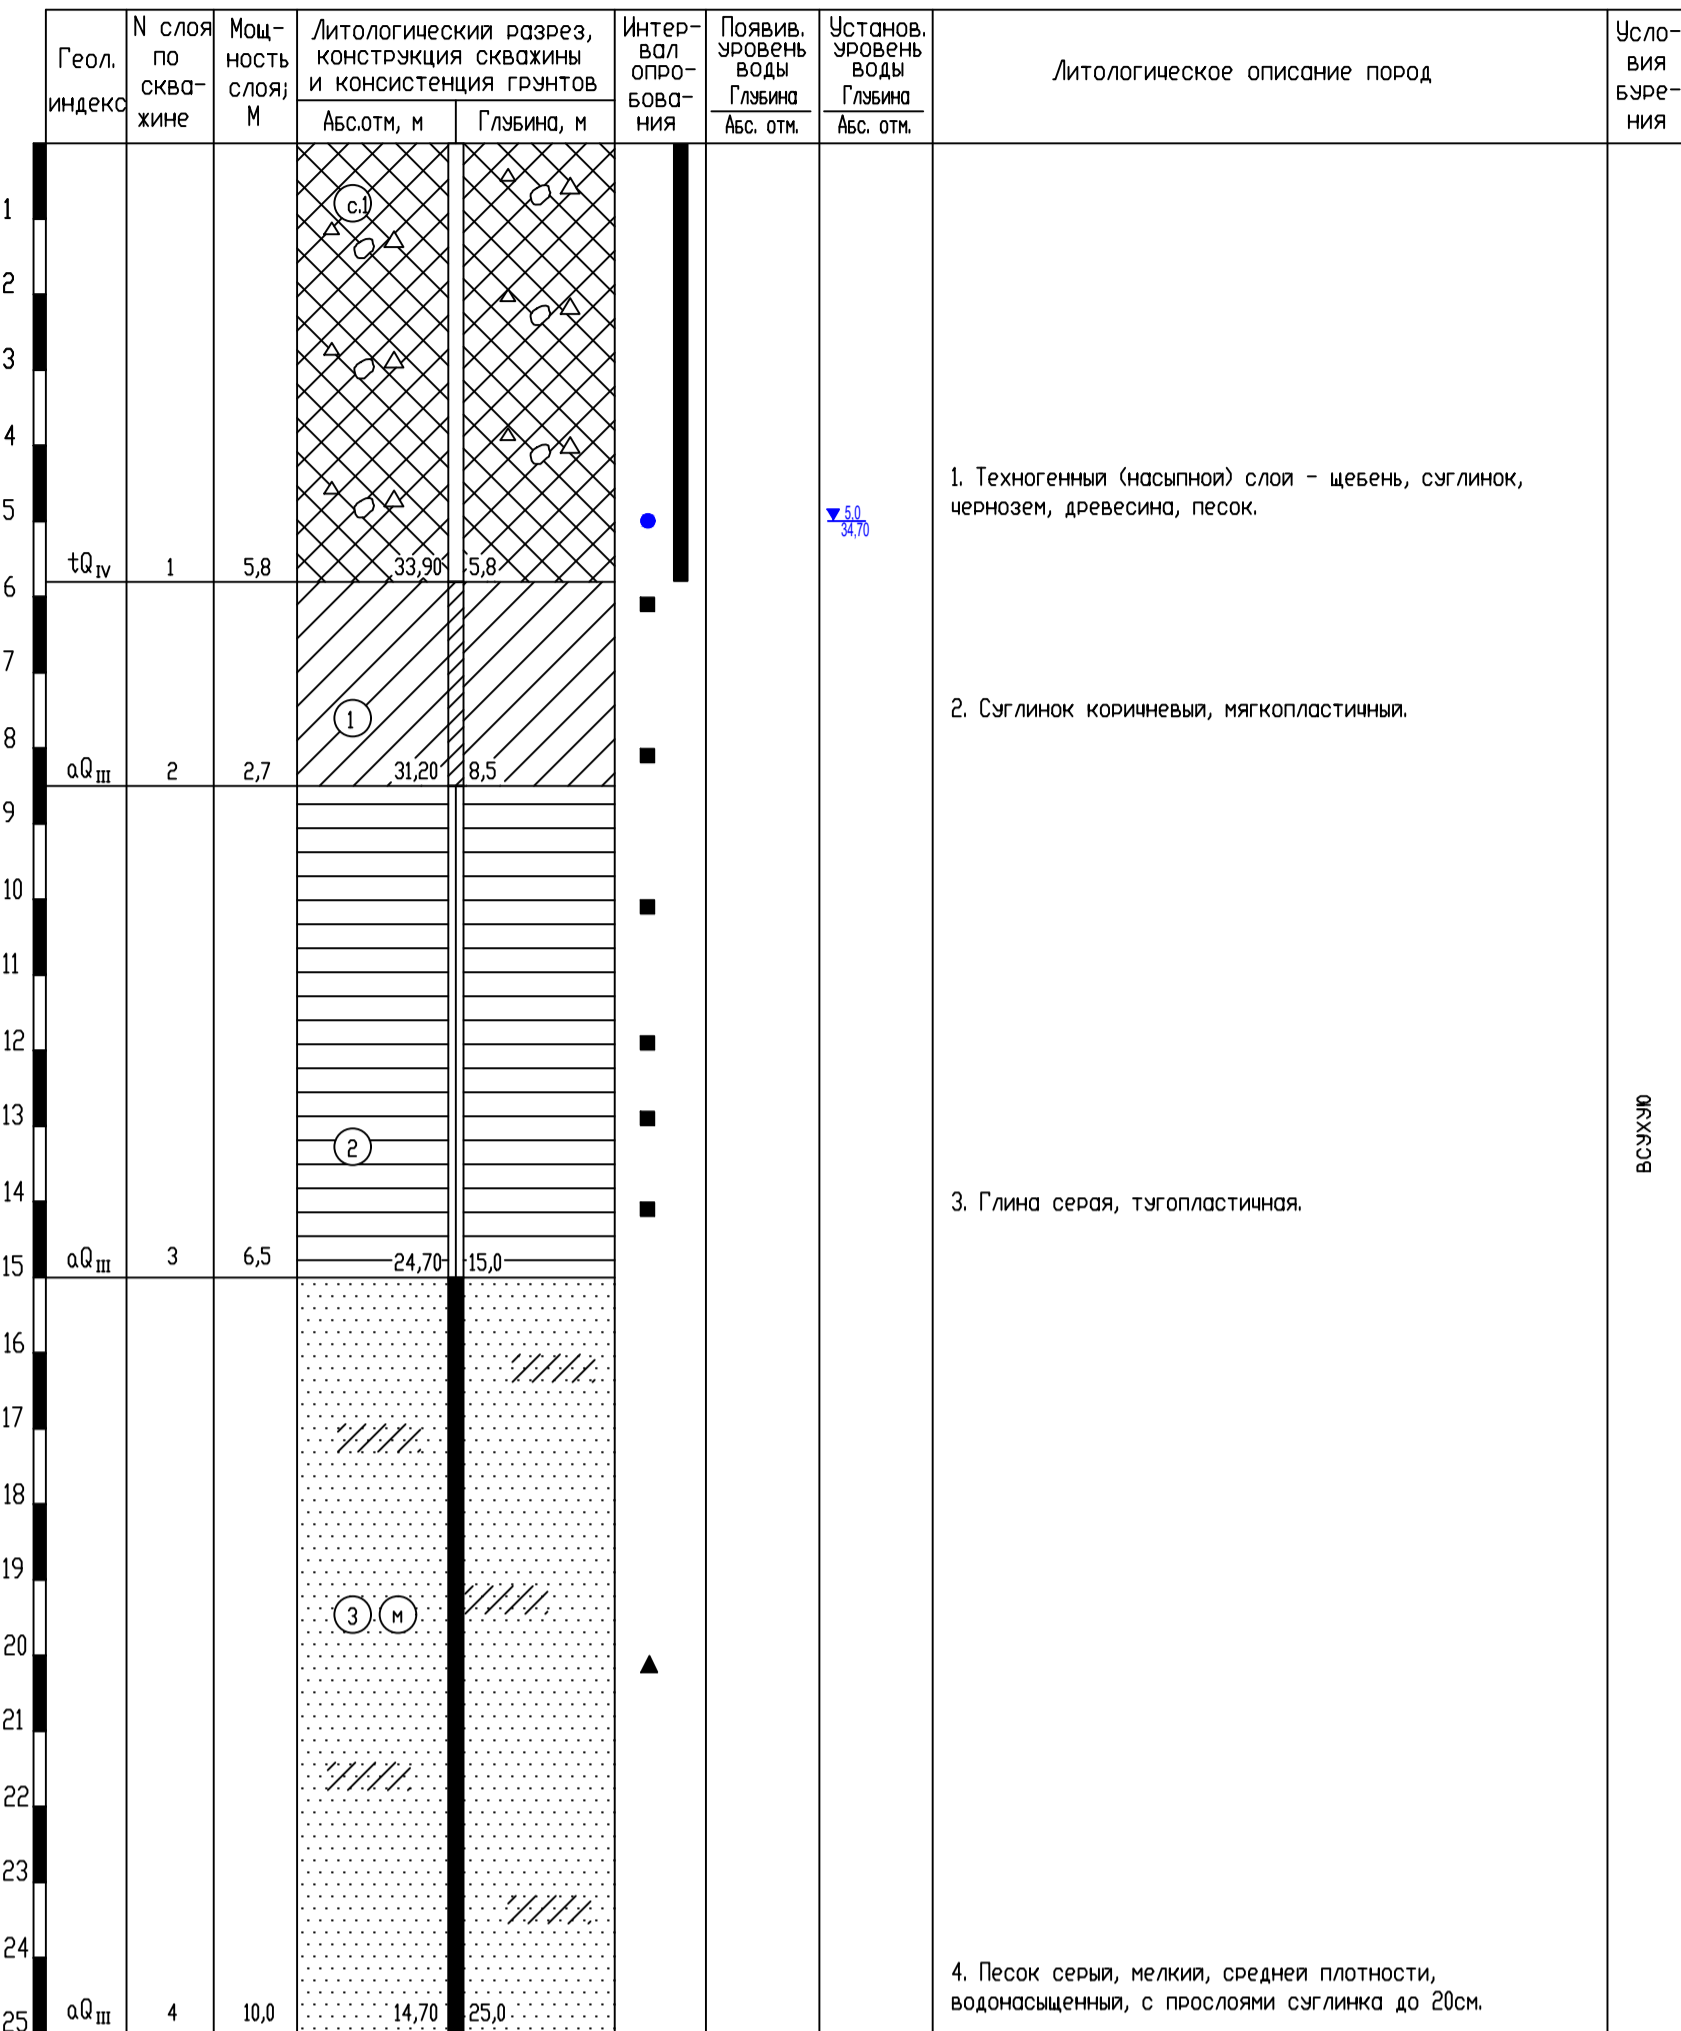 Геол.
индекс
N слоя
по
сква-
жине
Мощ-
ность
слоя;
М
Литологический разрез,
конструкция скважины
и консистенция грунтов
Абс.отм, м
Глубина, м
Интер-
вал
опро-
бова-
ния
Появив.
уровень
воды
Глубина
Абс. отм.
Установ.
уровень
воды
Глубина
Абс. отм.
Литологическое описание пород
Усло-
вия
буре-
ния
1
2
3
4
5
6
7
8
9
10
11
12
13
14
15
16
17
18
19
20
21
22
23
24
25
с.1
1. Техногенный (насыпной) слой - щебень, суглинок,
чернозем, древесина, песок.
5.0
34,70
tQIV 1 5,8 33,90 5,8
1
2. Суглинок коричневый, мягкопластичный.
aQIII 2 2,7 31,20 8,5
2
всухую
3. Глина серая, тугопластичная.
aQIII 3 6,5 24,70 15,0
3 м
4. Песок серый, мелкий, средней плотности,
водонасыщенный, с прослоями суглинка до 20см.
aQIII 4 10,0 14,70 25,0